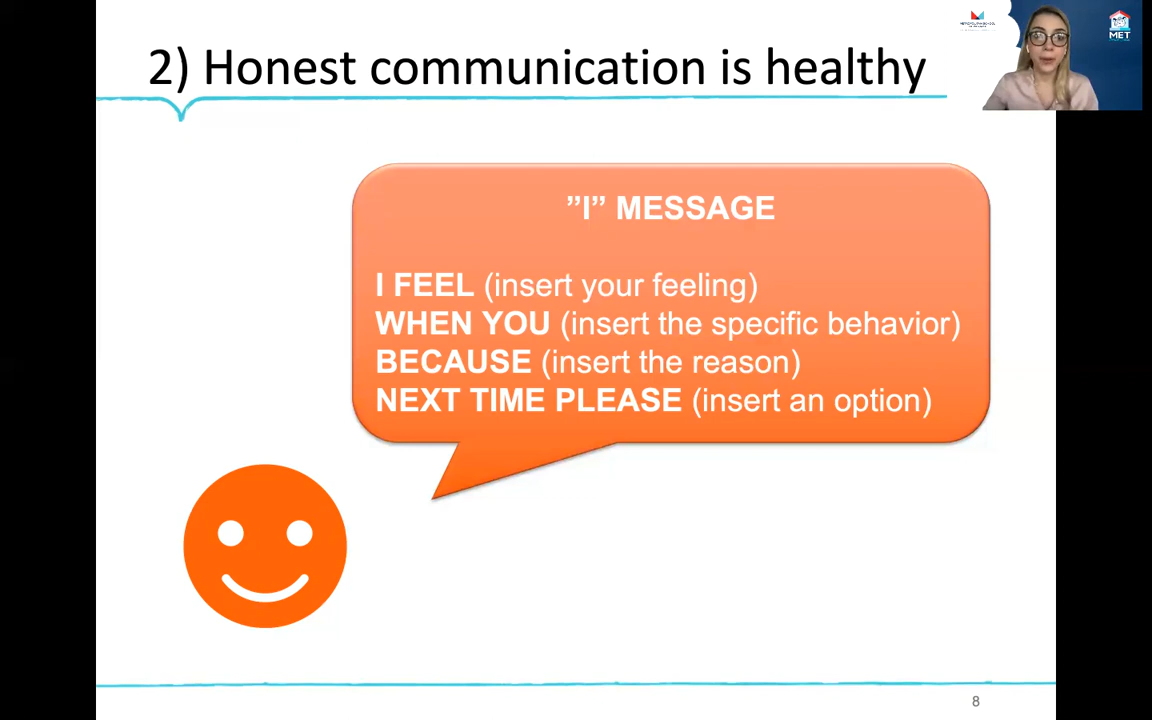 2) Honest communication is healthy
MET
”I” MESSAGE
I FEEL (insert your feeling)
WHEN YOU (insert the specific behavior)
BECAUSE (insert the reason)
NEXT TIME PLEASE (insert an option)
8